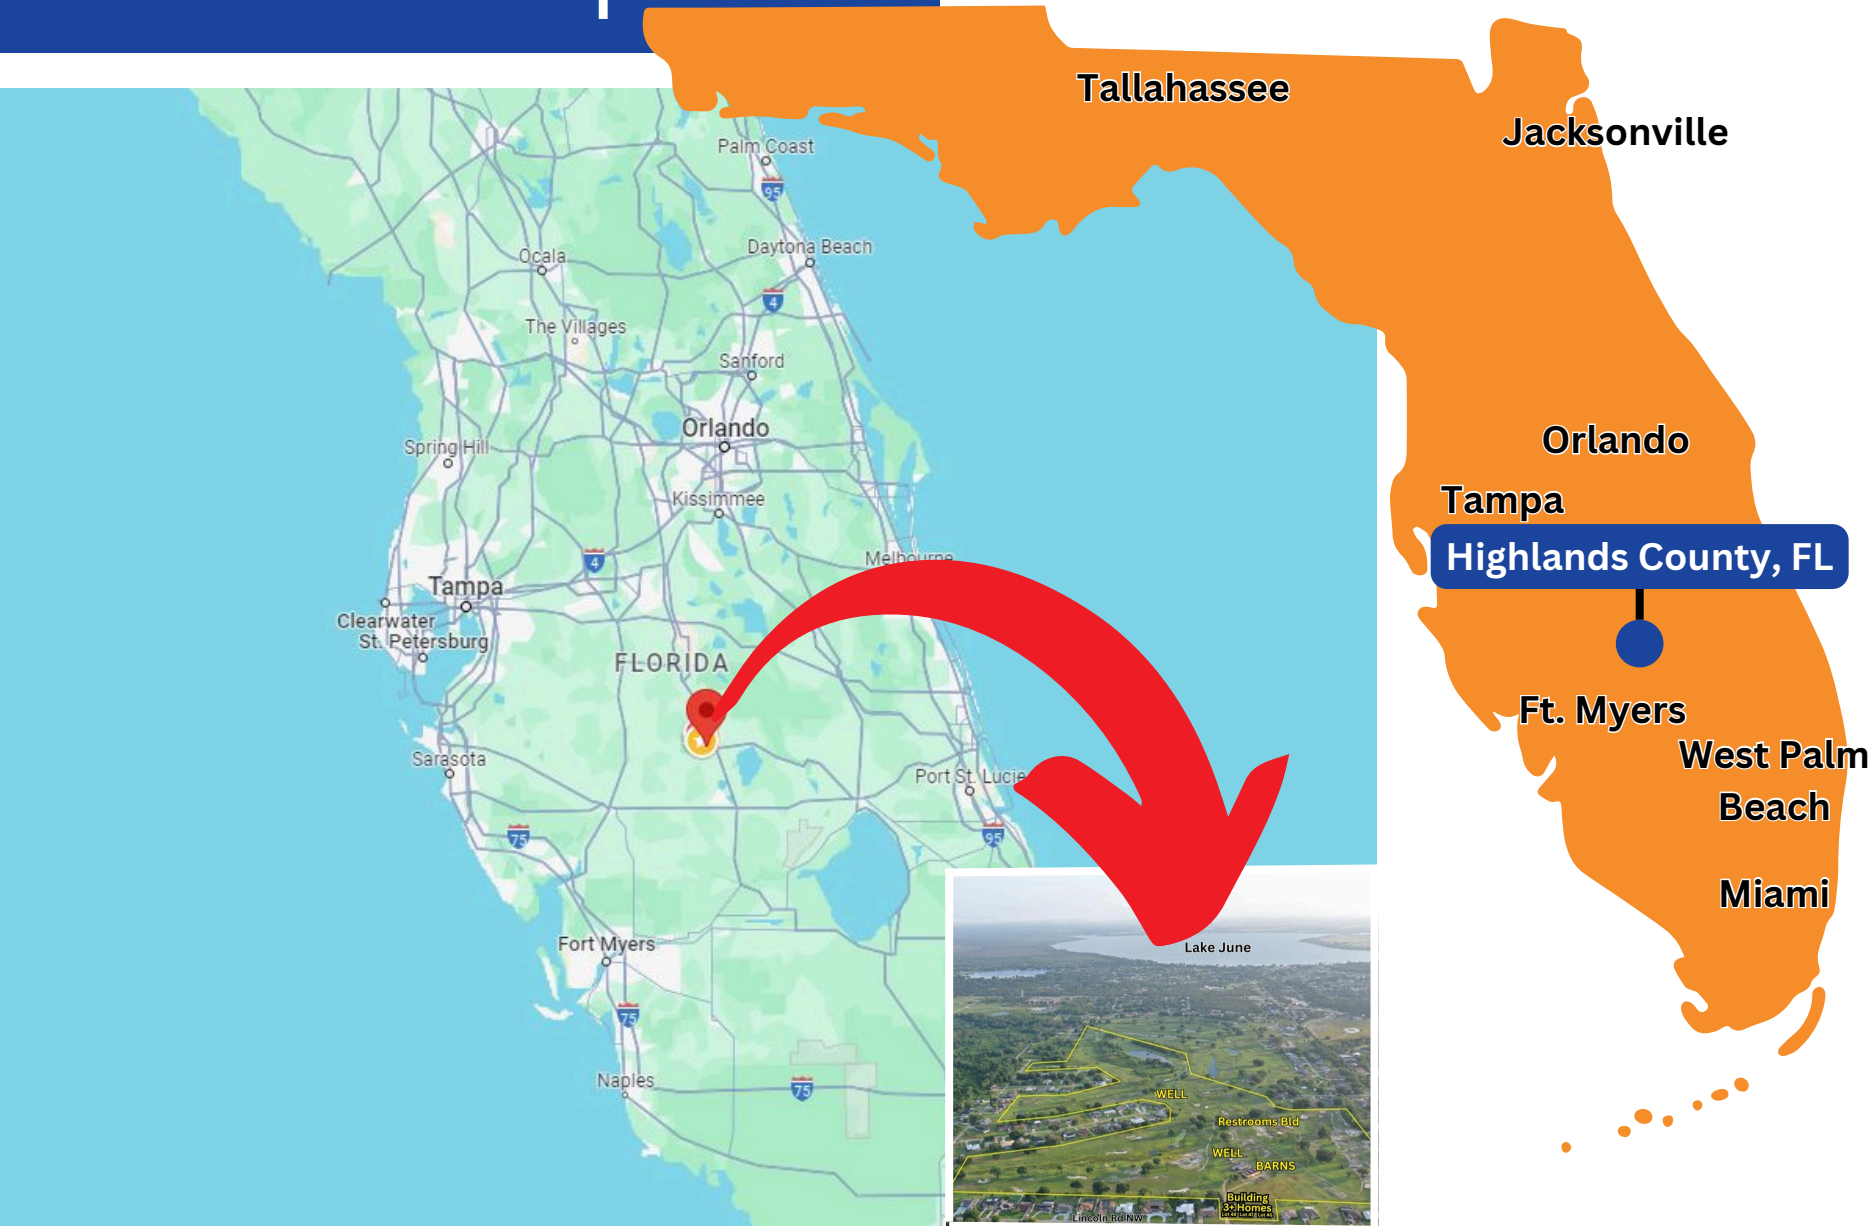 Tallahassee
Jacksonville
Palm Coast
95
Daytona Beach
Ocala
4
The Villages
Sanford
Orlando
Spring Hill
Kissimmee
Melbourne
4
Tampa
Clearwater
St. Petersburg
FLORIDA
Sarasota
Port St. Lucie
75
95
Fort Myers
75
Naples
75
Orlando
Tampa
Highlands County, FL
Ft. Myers
West Palm
Beach
Miami
Lake June
WELL
Restrooms Bld
WELL
BARNS
Building
3+ Homes
Lincoln Rd NW